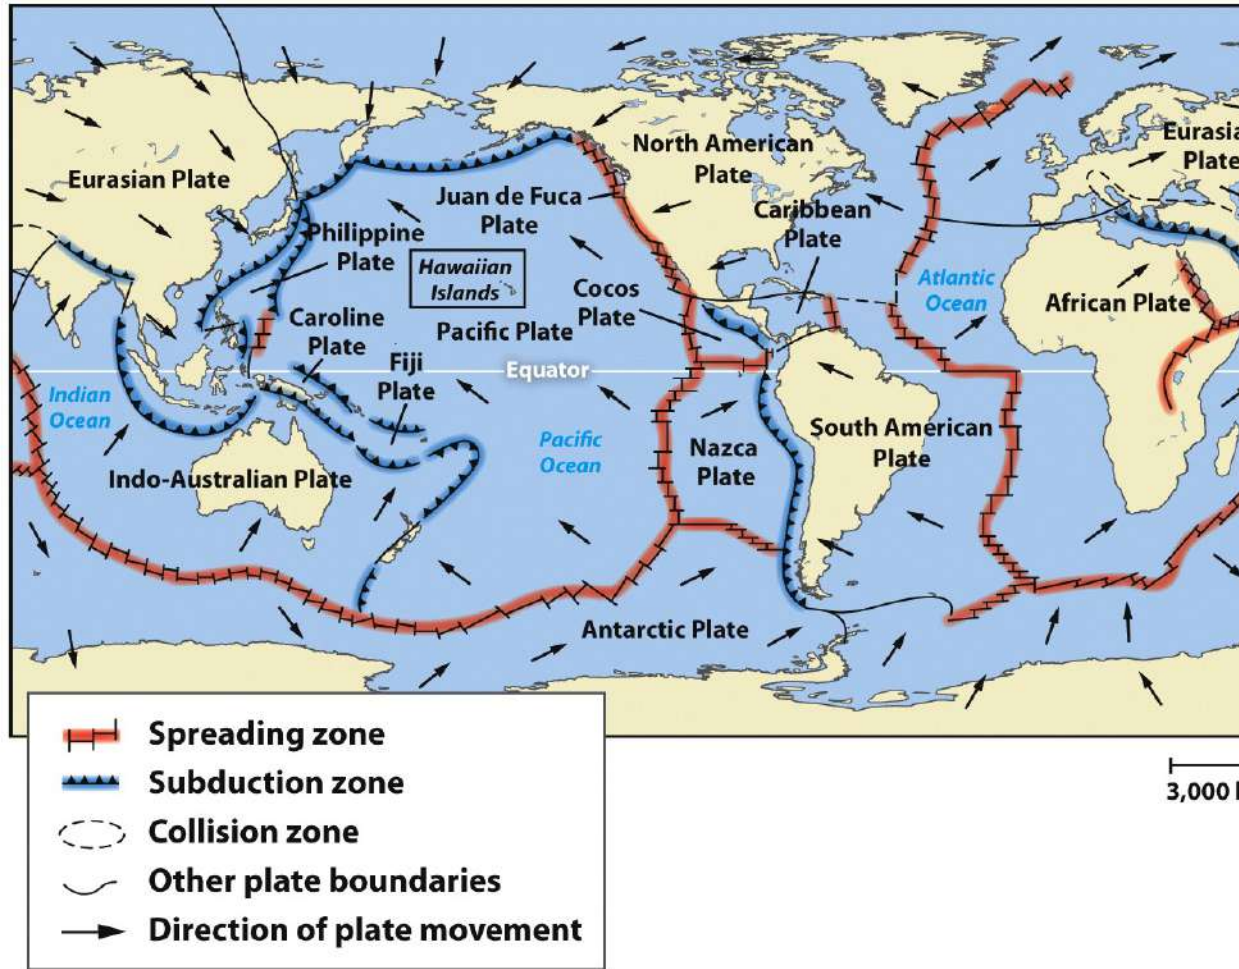 North American
Plate
Eurasia
Plate
Eurasian Plate
Juan de Fuca
Plate
Caribbean
Plate
Philippine
Plate
Hawaiian
Islands
Atlantic
Ocean
Cocos
Plate
African Plate
Caroline
Plate
Pacific Plate
Fiji
Plate
Equator
Indian
Ocean
Pacific
Ocean
Nazca
Plate
South American
Plate
Indo-Australian Plate
Antarctic Plate
Spreading zone
Subduction zone
Collision zone
Other plate boundaries
Direction of plate movement
3,000 k